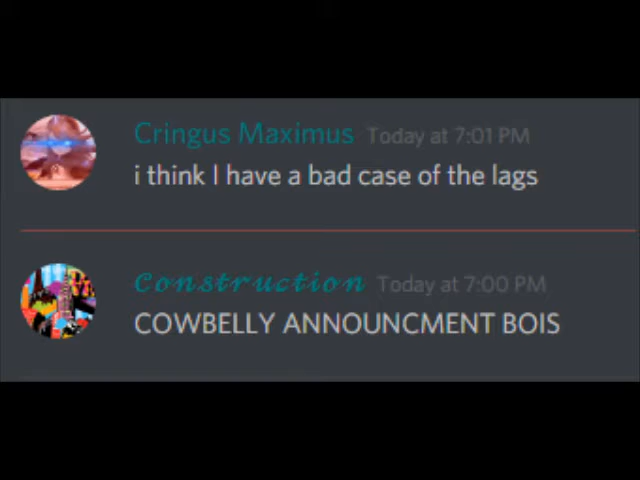 Cringus Maximus Today at 7:01 PM
i think I have a bad case of the lags
Construction Today at 7:00 PM
COWBELLY ANNOUNCMENT BOIS